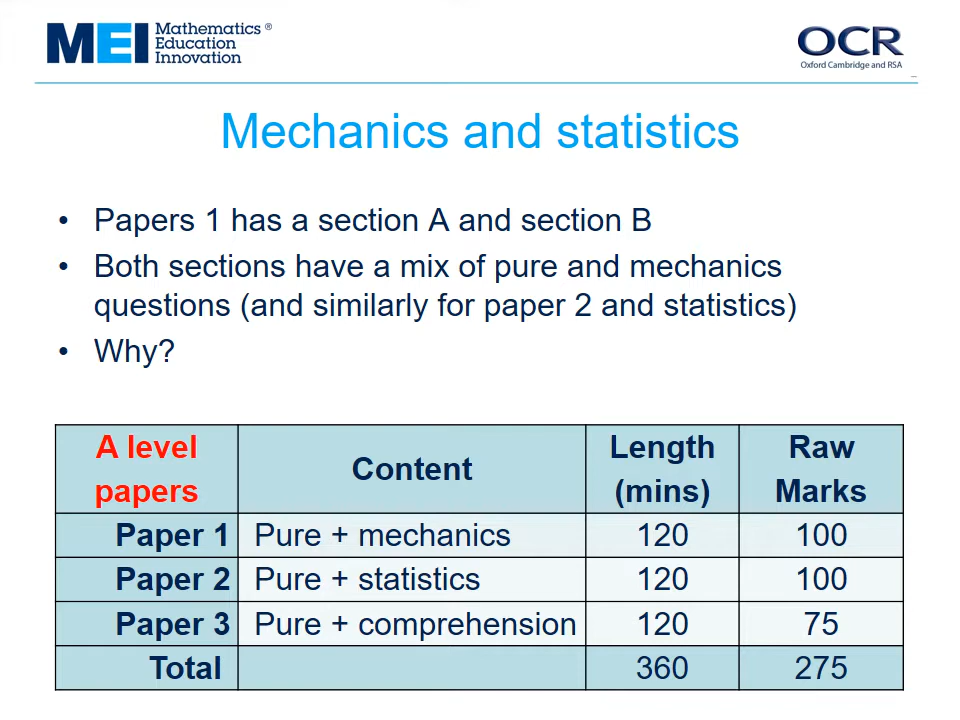 MEI Mathematics ®
Education
Innovation
OCR
Oxford Cambridge and RSA
Mechanics and statistics
• Papers 1 has a section A and section B
• Both sections have a mix of pure and mechanics
questions (and similarly for paper 2 and statistics)
• Why?
A level papers Content Length (mins) Raw Marks
Paper 1 Pure + mechanics 120 100
Paper 2 Pure + statistics 120 100
Paper 3 Pure + comprehension 120 75
Total 360 275